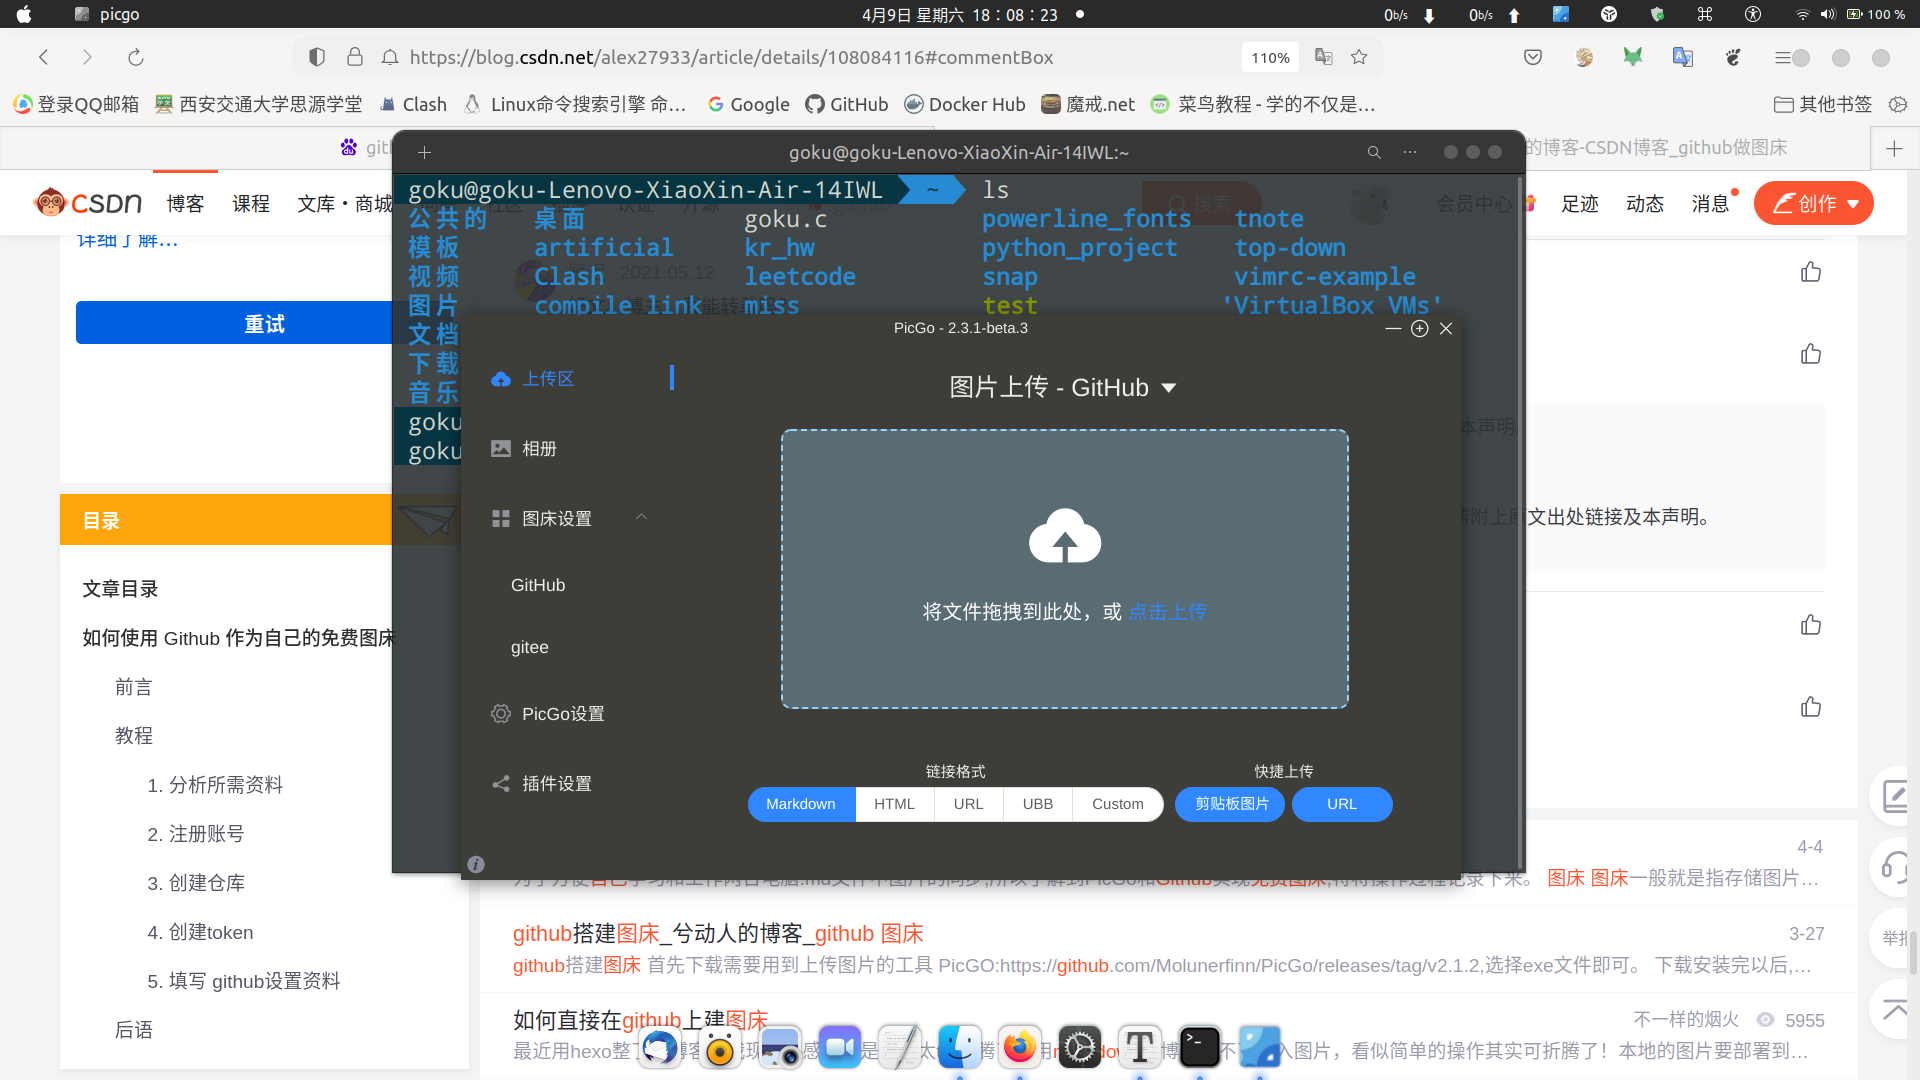 picgo
4月9日 星期六 18：08：23
0b/s
0b/s
100 %
https://blog.csdn.net/alex27933/article/details/108084116#commentBox
110%
登录QQ邮箱
西安交通大学思源学堂
Clash
Linux命令搜索引擎 命…
Google
GitHub
Docker Hub
魔戒.net
菜鸟教程 - 学的不仅是…
其他书签
goku@goku-Lenovo-XiaoXin-Air-14IWL:~
的博客-CSDN博客_github做图床
CSDN
博客
课程
文库・商城
搜索
会员中心
足迹
动态
消息
创作
goku@goku-Lenovo-XiaoXin-Air-14IWL ~ ls
公共的 桌面 goku.c powerline_fonts tnote
模板 artificial kr_hw python_project top-down
视频 Clash leetcode snap vimrc-example
图片 compile_link miss test 'VirtualBox VMs'
文档
下载
音乐
goku
goku
2021.05.12
详细了解…
重试
目录
文章目录
如何使用 Github 作为自己的免费图床
前言
教程
1. 分析所需资料
2. 注册账号
3. 创建仓库
4. 创建token
5. 填写 github设置资料
后语
PicGo - 2.3.1-beta.3
上传区
相册
图床设置
GitHub
gitee
PicGo设置
插件设置
图片上传 - GitHub
将文件拖拽到此处，或 点击上传
链接格式
快捷上传
Markdown
HTML
URL
UBB
Custom
剪贴板图片
URL
本声明
请附上原文出处链接及本声明。
4-4
图床 图床一般就是指存储图片…
github搭建图床_兮动人的博客_github 图床
3-27
github搭建图床 首先下载需要用到上传图片的工具 PicGO:https://github.com/Molunerfinn/PicGo/releases/tag/v2.1.2,选择exe文件即可。 下载安装完以后,…
如何直接在github上建图床
不一样的烟火
5955
最近用hexo整
入图片，看似简单的操作其实可折腾了！本地的图片要部署到…
举报